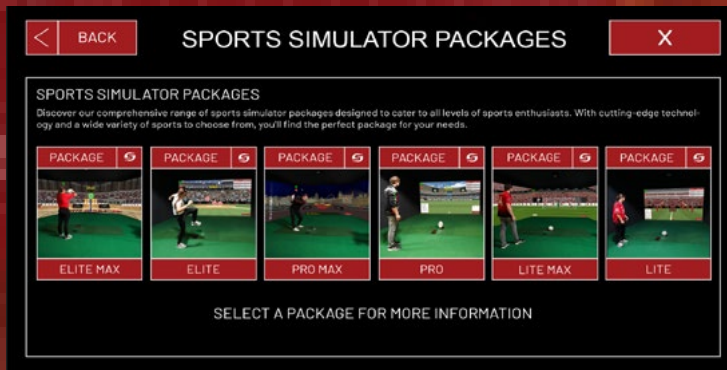 < BACK
SPORTS SIMULATOR PACKAGES
X
SPORTS SIMULATOR PACKAGES
Discover our comprehensive range of sports simulator packages designed to cater to all levels of sports enthusiasts. With cutting-edge technol-
ogy and a wide variety of sports to choose from, you'll find the perfect package for your needs.
PACKAGE
PACKAGE
PACKAGE
PACKAGE
PACKAGE
PACKAGE
ELITE MAX
ELITE
PRO MAX
PRO
LITE MAX
LITE
SELECT A PACKAGE FOR MORE INFORMATION